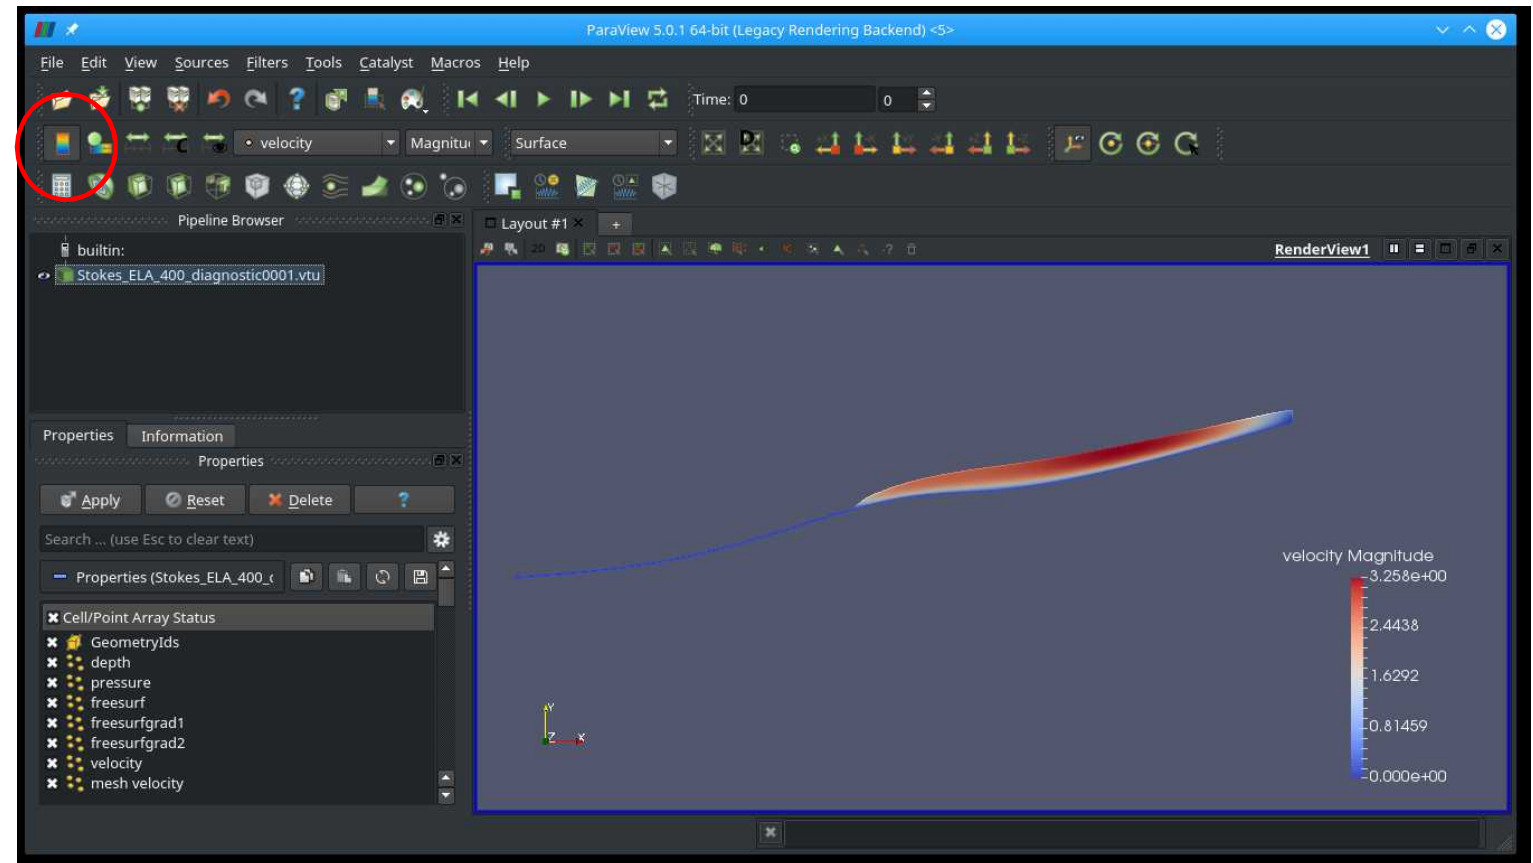 ParaView 5.0.1 64-bit (Legacy Rendering Backend) <5>
File Edit View Sources Filters Tools Catalyst Macros Help
Time: 0 0
velocity Magnitu Surface
Pipeline Browser
Layout #1
builtin:
2D
RenderView1
Stokes_ELA_400_diagnostic0001.vtu
Properties Information
Properties
Apply Reset Delete ?
Search ... (use Esc to clear text)
Properties (Stokes_ELA_400_c
Cell/Point Array Status
GeometryIds
depth
pressure
freesurf
freesurfgrad1
freesurfgrad2
velocity
mesh velocity
velocity Magnitude
3.258e+00
2.4438
1.6292
0.81459
0.000e+00
Y
Z X